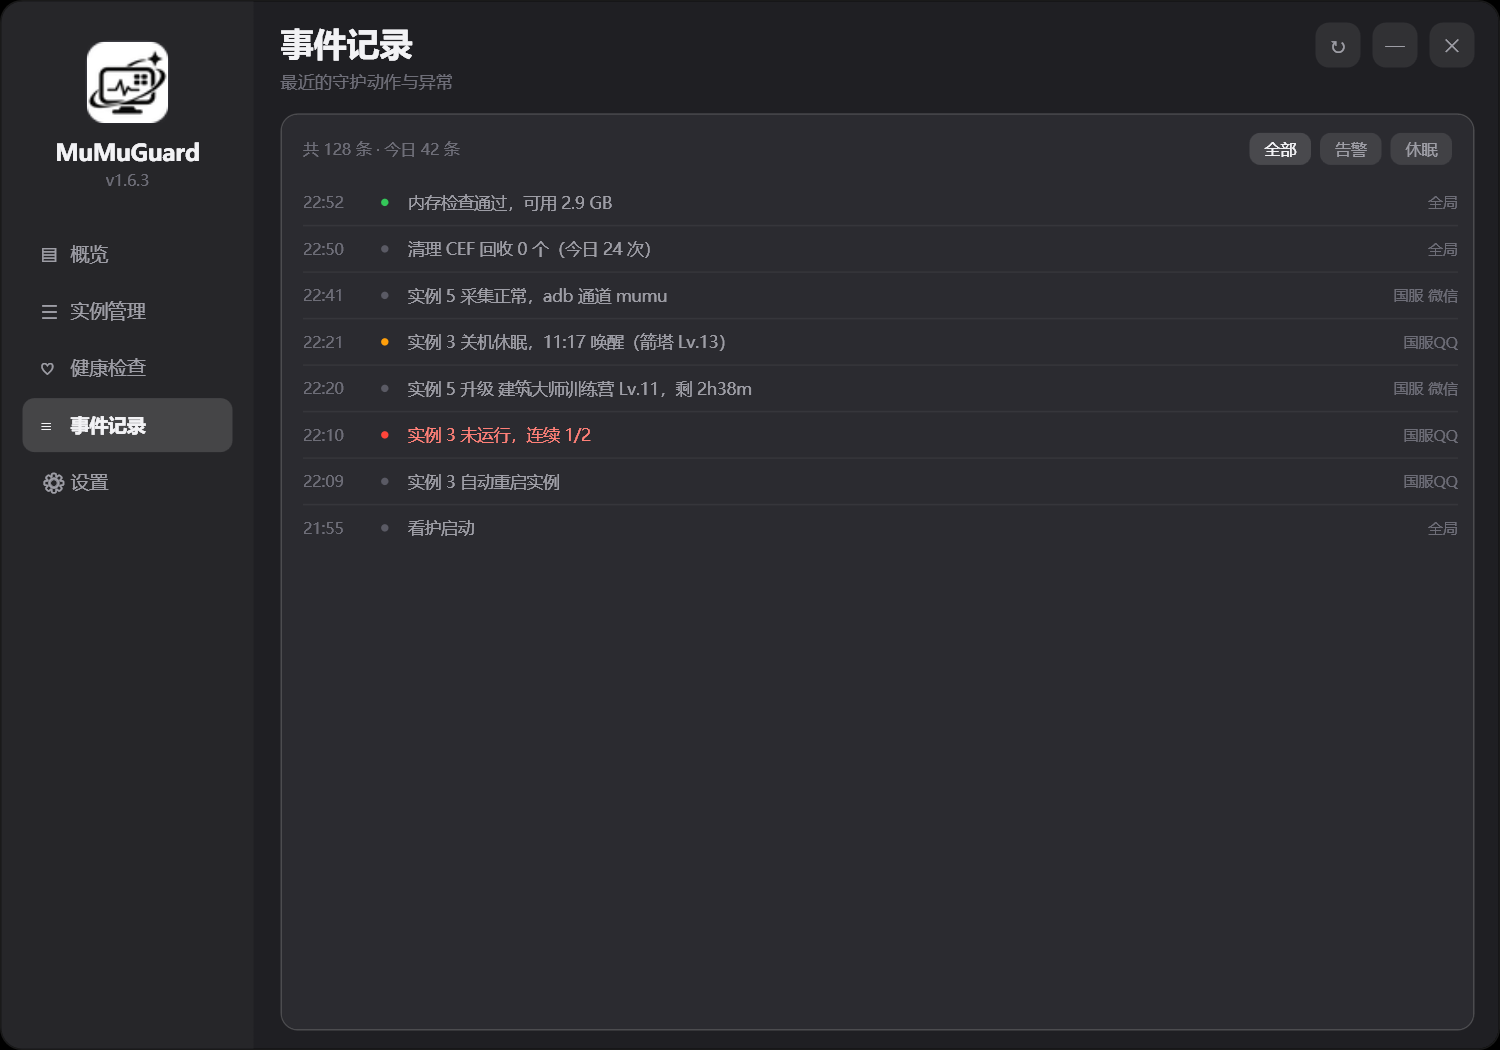 MuMuGuard
v1.6.3
概览
实例管理
健康检查
事件记录
设置
事件记录
最近的守护动作与异常
共 128 条 · 今日 42 条
全部 告警 休眠
22:52 内存检查通过，可用 2.9 GB 全局
22:50 清理 CEF 回收 0 个（今日 24 次） 全局
22:41 实例 5 采集正常，adb 通道 mumu 国服 微信
22:21 实例 3 关机休眠，11:17 唤醒（箭塔 Lv.13） 国服QQ
22:20 实例 5 升级 建筑大师训练营 Lv.11，剩 2h38m 国服 微信
22:10 实例 3 未运行，连续 1/2 国服QQ
22:09 实例 3 自动重启实例 国服QQ
21:55 看护启动 全局